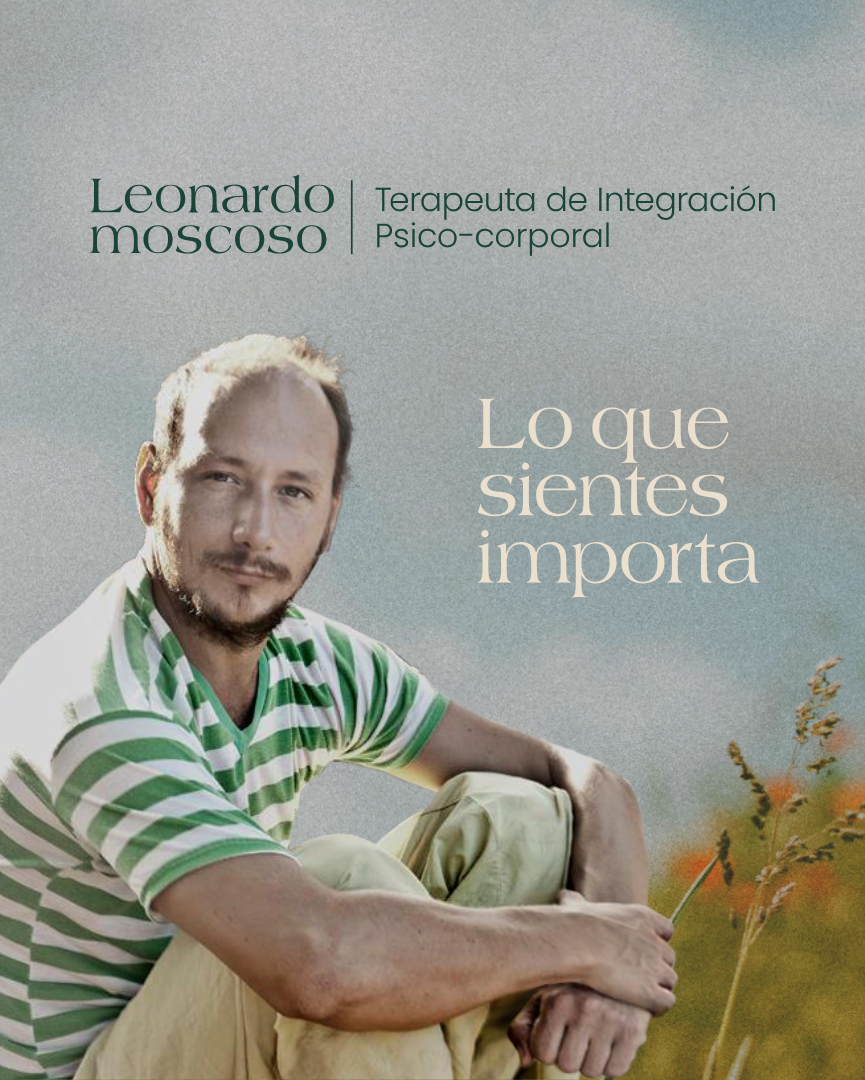 Leonardo
moscoso
Terapeuta de Integración
Psico-corporal
Lo que
sientes
importa